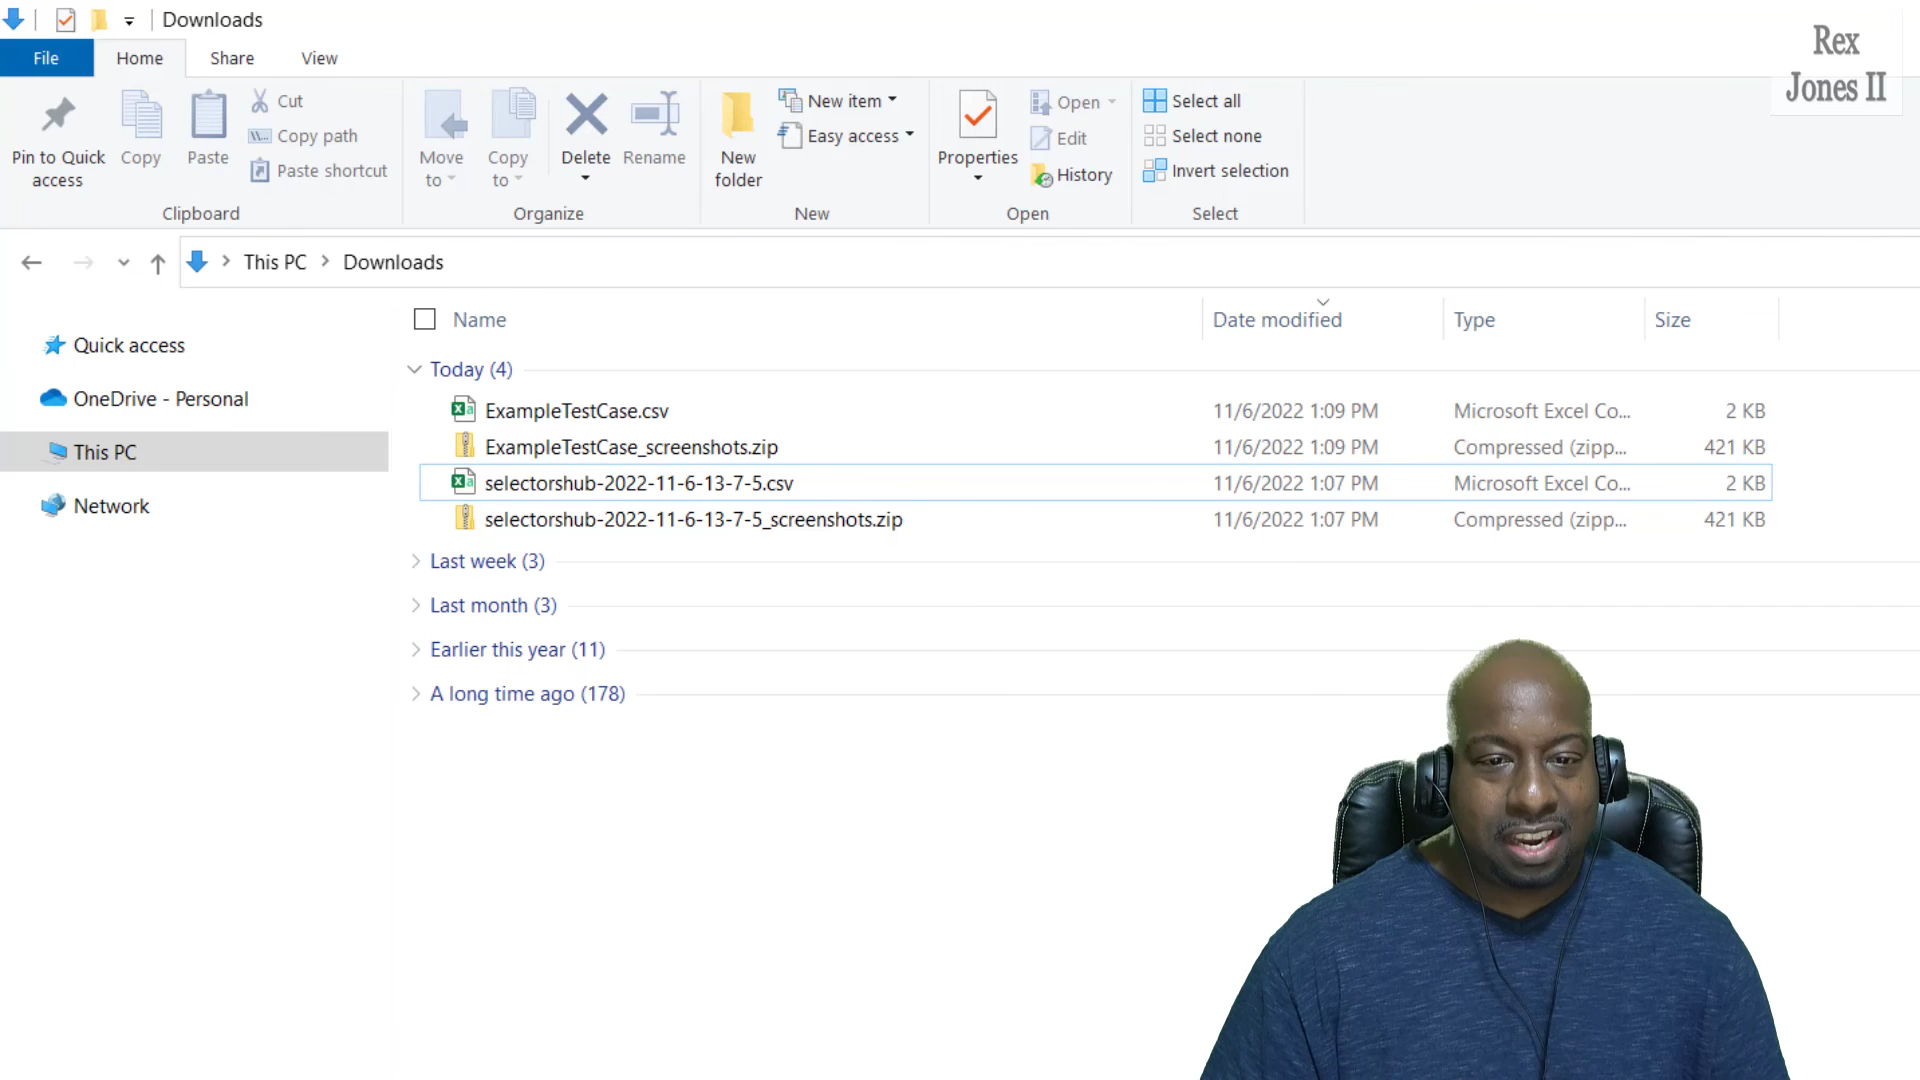 Downloads
Rex
Jones II
File
Home
Share
View
Pin to Quick
access
Copy
Paste
Cut
Copy path
Paste shortcut
Clipboard
Move
to
Copy
to
Delete
Rename
Organize
New
folder
New item
Easy access
New
Properties
Open
Edit
History
Open
Select all
Select none
Invert selection
Select
This PC
Downloads
Quick access
OneDrive - Personal
This PC
Network
Name
Date modified
Type
Size
Today (4)
ExampleTestCase.csv 11/6/2022 1:09 PM Microsoft Excel Co... 2 KB
ExampleTestCase_screenshots.zip 11/6/2022 1:09 PM Compressed (zipp... 421 KB
selectorshub-2022-11-6-13-7-5.csv 11/6/2022 1:07 PM Microsoft Excel Co... 2 KB
selectorshub-2022-11-6-13-7-5_screenshots.zip 11/6/2022 1:07 PM Compressed (zipp... 421 KB
Last week (3)
Last month (3)
Earlier this year (11)
A long time ago (178)